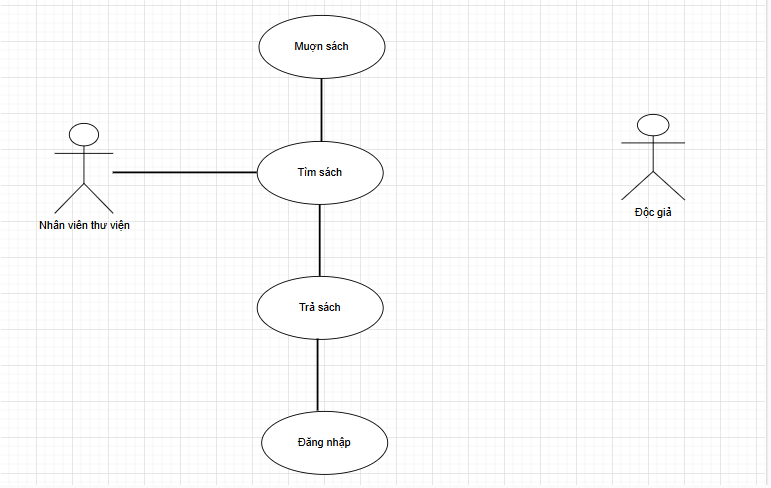 Mượn sách
Tìm sách
Nhân viên thư viện
Độc giả
Trả sách
Đăng nhập